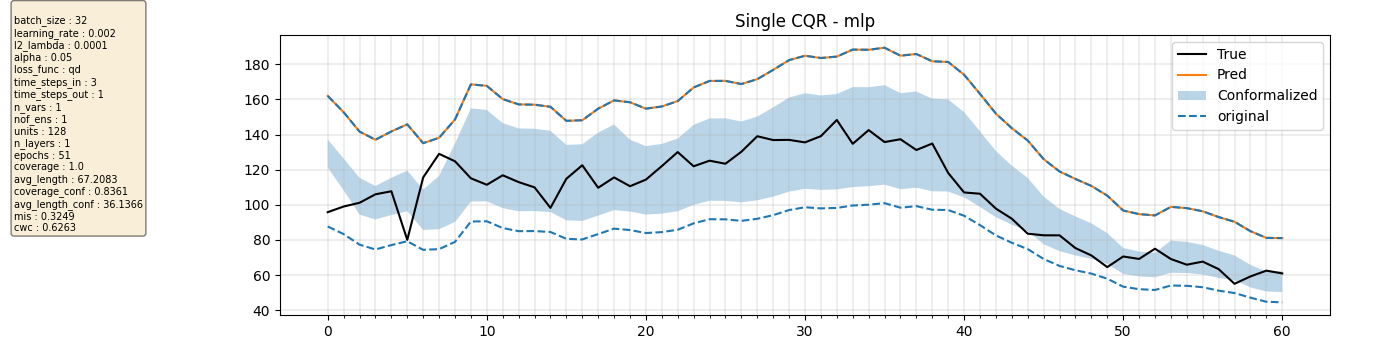 Single CQR - mlp
batch_size : 32
learning_rate : 0.002
l2_lambda : 0.0001
alpha : 0.05
loss_func : qd
time_steps_in : 3
time_steps_out : 1
n_vars : 1
nof_ens : 1
units : 128
n_layers : 1
epochs : 51
coverage : 1.0
avg_length : 67.2083
coverage_conf : 0.8361
avg_length_conf : 36.1366
mis : 0.3249
cwc : 0.6263
180
160
140
120
100
80
60
40
True
Pred
Conformalized
original
0 10 20 30 40 50 60